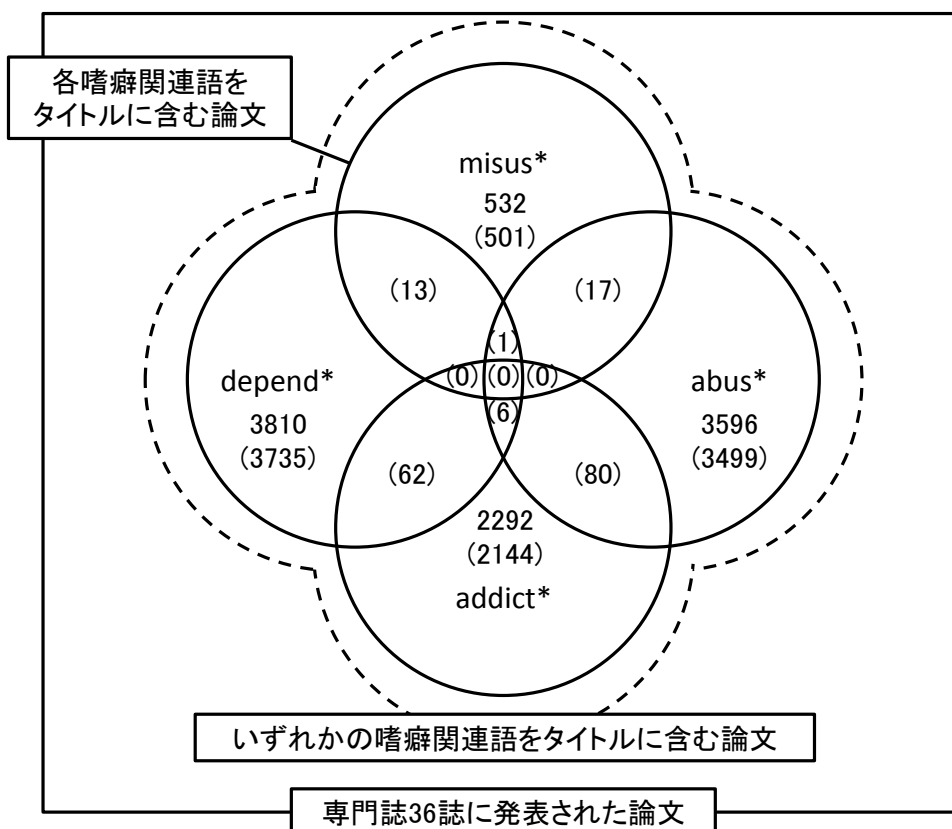 各嗜癖関連語を
タイトルに含む論文
misus*
532
(501)
(13)
(17)
(1)
depend*
3810
(3735)
(0)
(0)
(0)
abus*
3596
(3499)
(6)
(62)
(80)
2292
(2144)
addict*
いずれかの嗜癖関連語をタイトルに含む論文
専門誌36誌に発表された論文